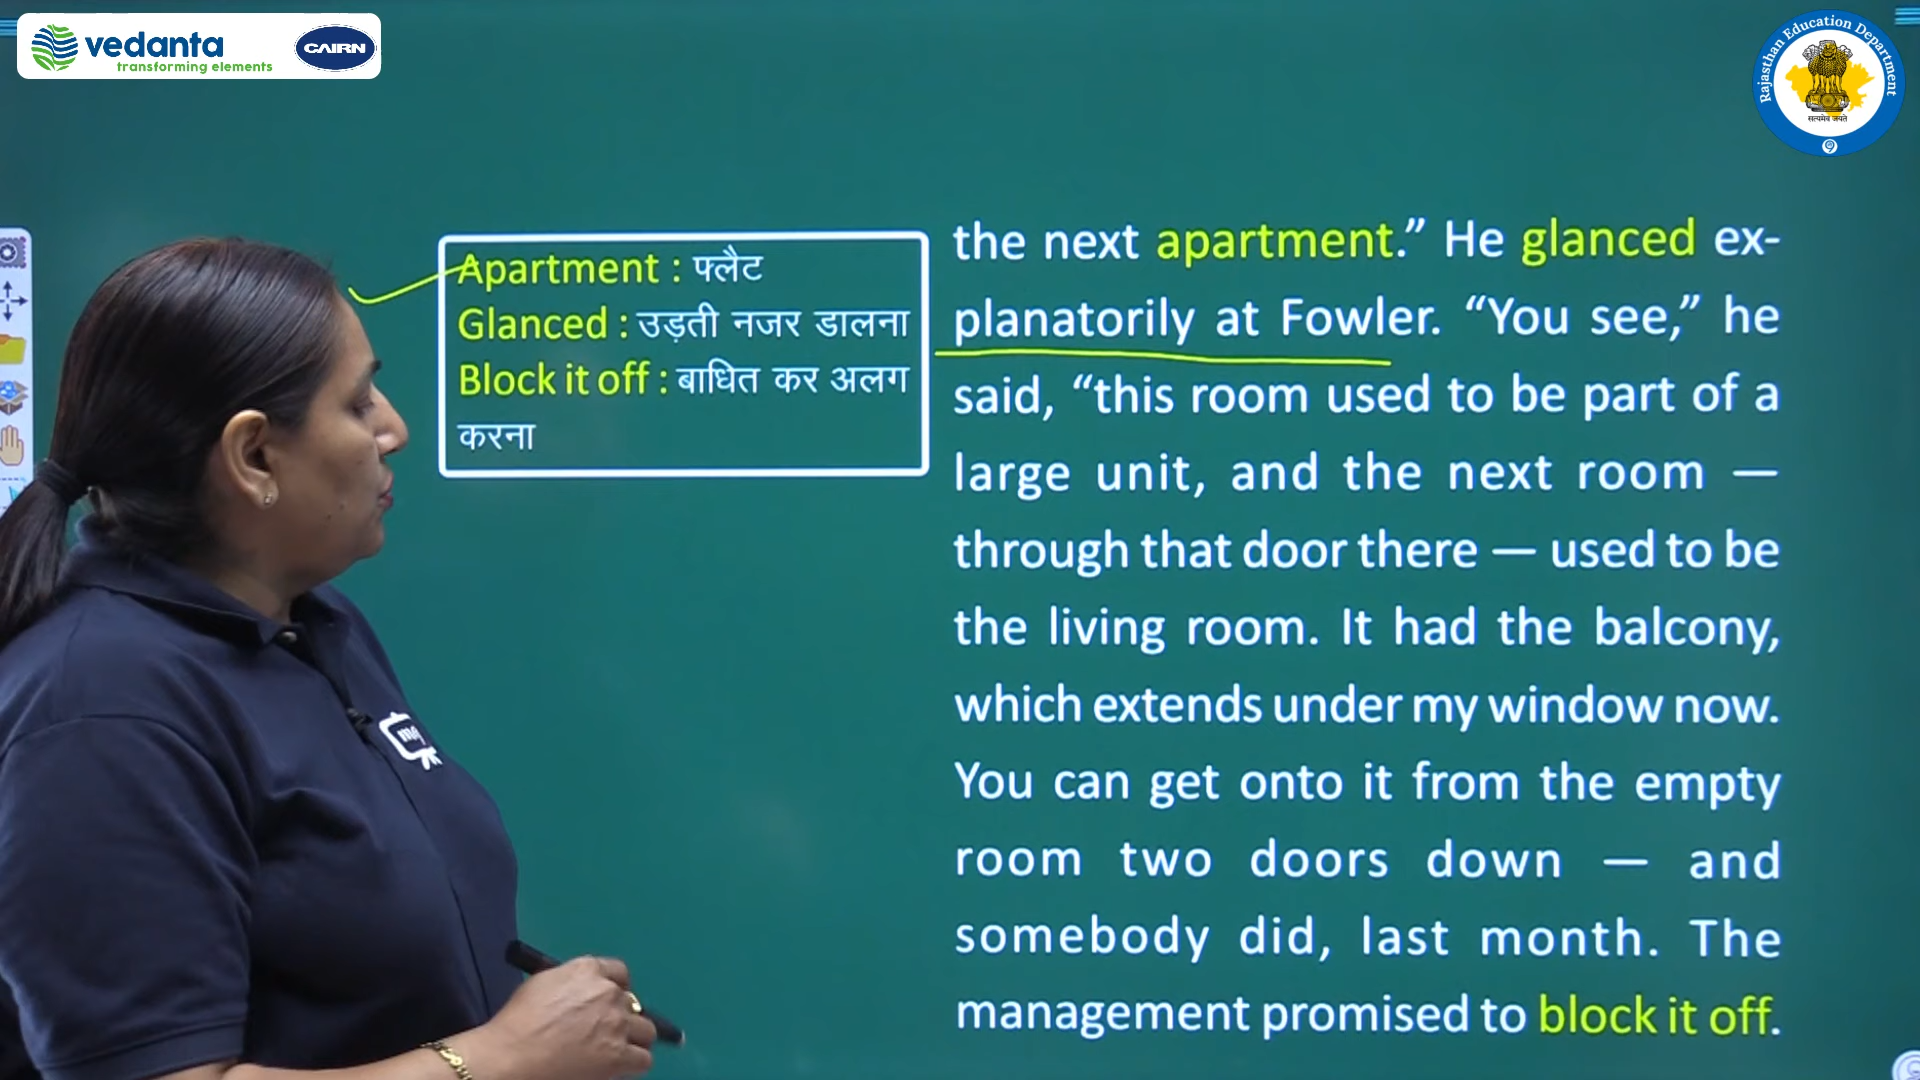 vedanta
transforming elements
CAIRN
Rajasthan Education Department
सत्यमेव जयते
Apartment : फ्लैट
Glanced : उड़ती नजर डालना
Block it off : बाधित कर अलग
करना
the next apartment.” He glanced ex-
planatorily at Fowler. “You see,” he
said, “this room used to be part of a
large unit, and the next room —
through that door there — used to be
the living room. It had the balcony,
which extends under my window now.
You can get onto it from the empty
room two doors down — and
somebody did, last month. The
management promised to block it off.